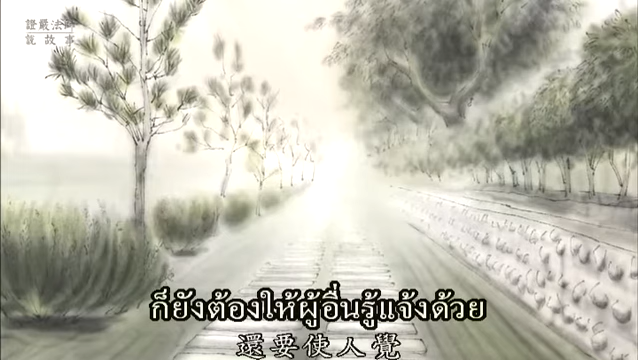 證嚴法師
說故事
ก็ยังต้องให้ผู้อื่นรู้แจ้งด้วย
還要使人覺